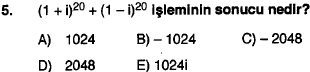 5. (1 + i)²⁰ + (1 – i)²⁰ işleminin sonucu nedir?
A) 1024 B) – 1024 C) – 2048
D) 2048 E) 1024i